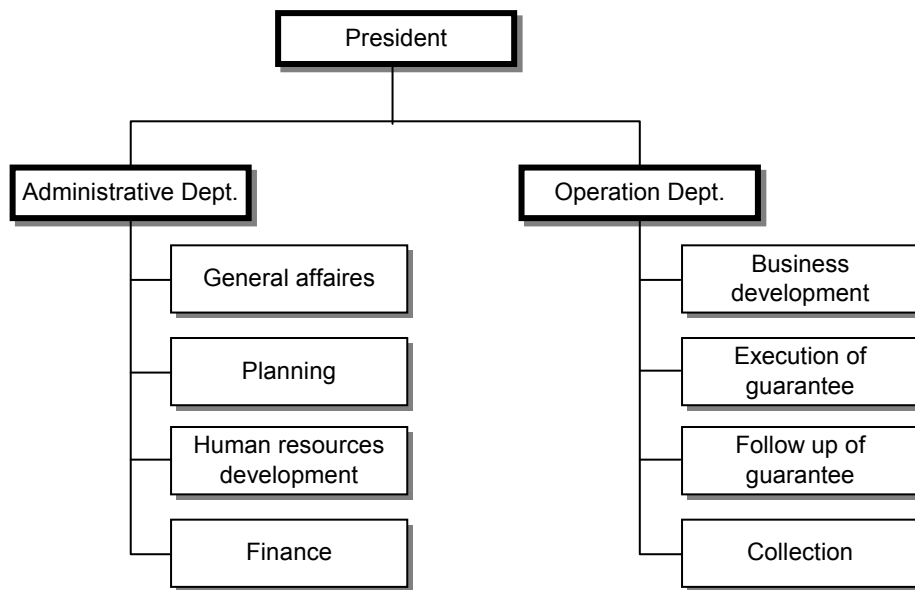 President
Administrative Dept.
General affaires
Planning
Human resources
development
Finance
Operation Dept.
Business
development
Execution of
guarantee
Follow up of
guarantee
Collection